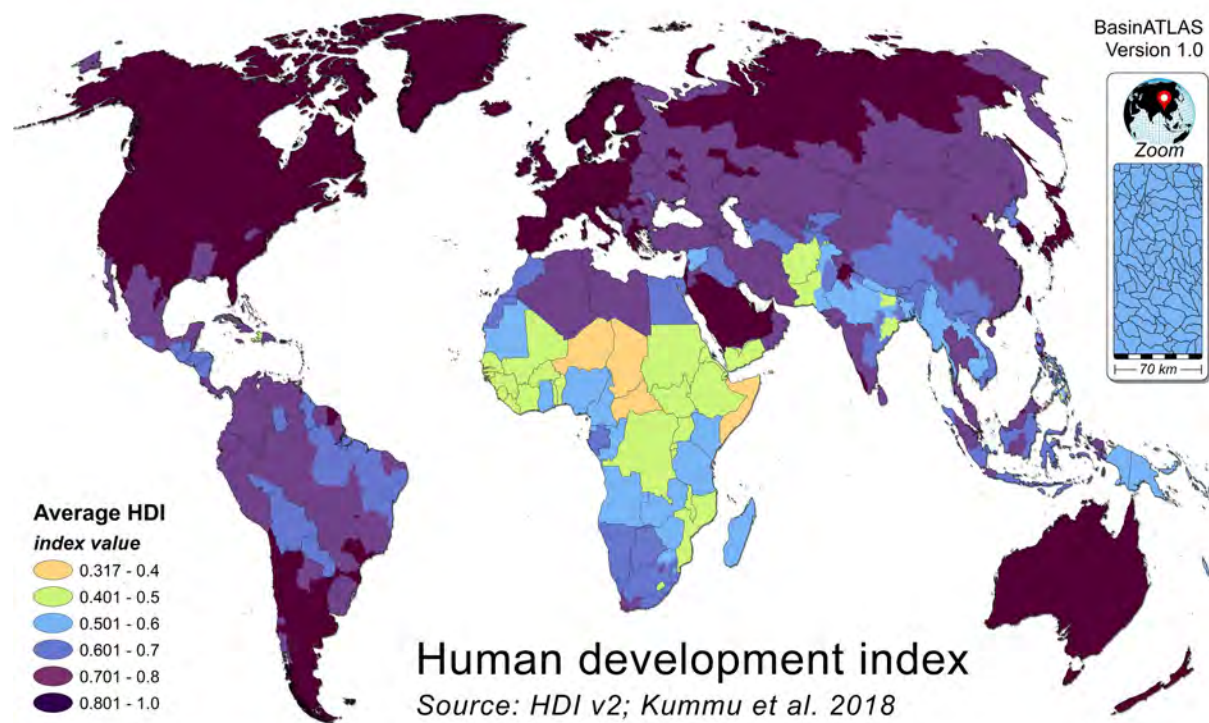 BasinATLAS
Version 1.0
Zoom
70 km
Average HDI
index value
0.317 - 0.4
0.401 - 0.5
0.501 - 0.6
0.601 - 0.7
0.701 - 0.8
0.801 - 1.0
Human development index
Source: HDI v2; Kummu et al. 2018